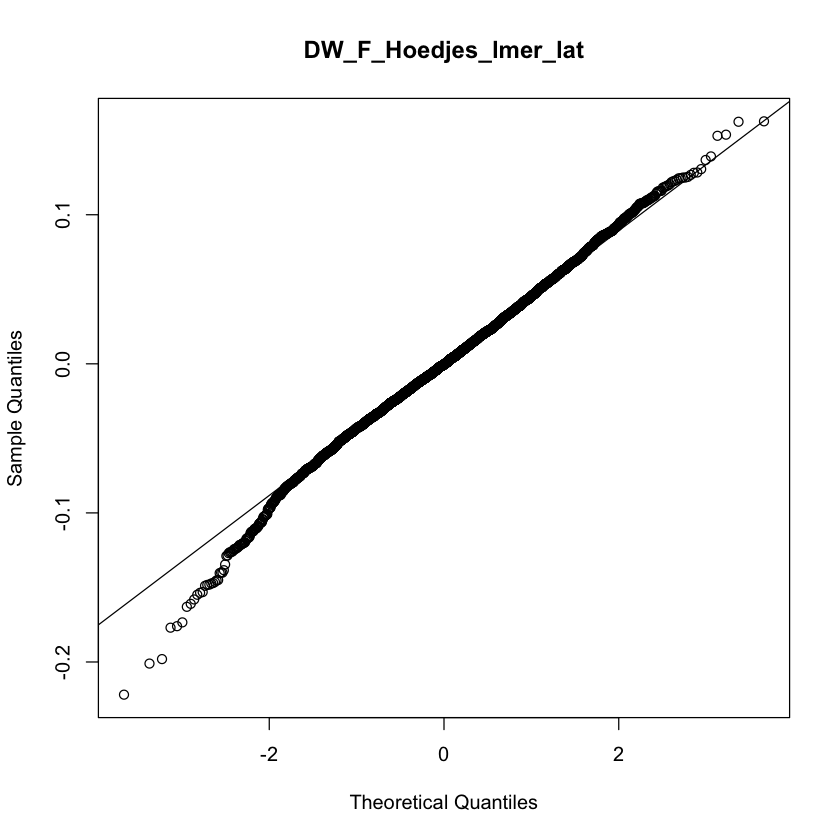 DW_F_Hoedjes_lmer_lat
0.1
0.0
-0.1
-0.2
Sample Quantiles
-2
0
2
Theoretical Quantiles